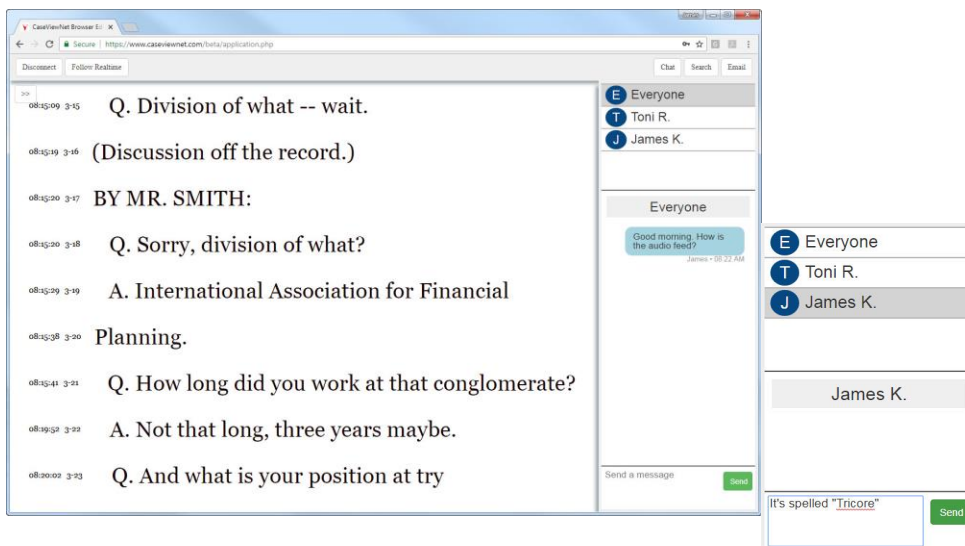 CaseViewNet Browser Ed
Secure | https://www.caseviewnet.com/beta/application.php
Disconnect Follow Realtime Chat Search Email
>>
08:15:09 3-15 Q. Division of what -- wait.
08:15:19 3-16 (Discussion off the record.)
08:15:20 3-17 BY MR. SMITH:
08:15:20 3-18 Q. Sorry, division of what?
08:15:29 3-19 A. International Association for Financial
08:15:38 3-20 Planning.
08:15:41 3-21 Q. How long did you work at that conglomerate?
08:19:52 3-22 A. Not that long, three years maybe.
08:20:02 3-23 Q. And what is your position at try
E Everyone
T Toni R.
J James K.
Everyone
Good morning. How is
the audio feed?
James • 08:22 AM
Send a message
Send
E Everyone
T Toni R.
J James K.
James K.
It's spelled "Tricore"
Send